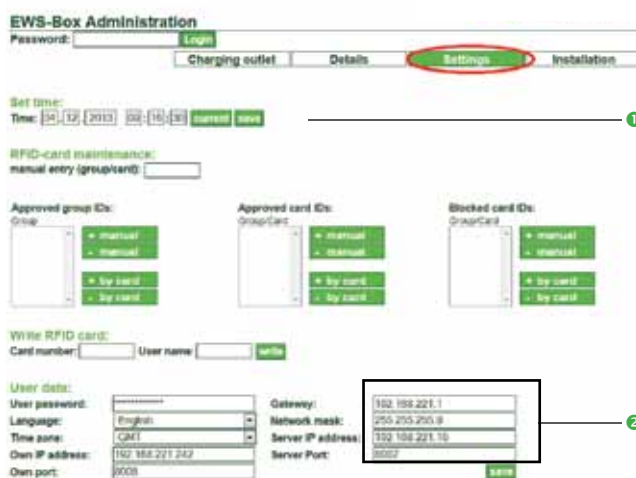 EWS-Box Administration
Password: Login
Charging outlet Details Settings Installation
Set time:
Time: 04 . 12 . 2013 : 16 : current save
1
RFID-card maintenance:
manual entry (group/card):
Approved group IDs: Approved card IDs: Blocked card IDs:
Group Group/Card Group/Card
+ manual + manual + manual
- manual - manual - manual
+ by card + by card + by card
- by card - by card - by card
Write RFID card:
Card number: User name: write
User data:
User password: ************ Gateway: 192.168.221.1
Language: English Network mask: 255.255.255.0
2
Time zone: GMT Server IP address: 192.168.221.10
Own IP address: 192.168.221.242 Server Port: 8007
Own port: 8008 save